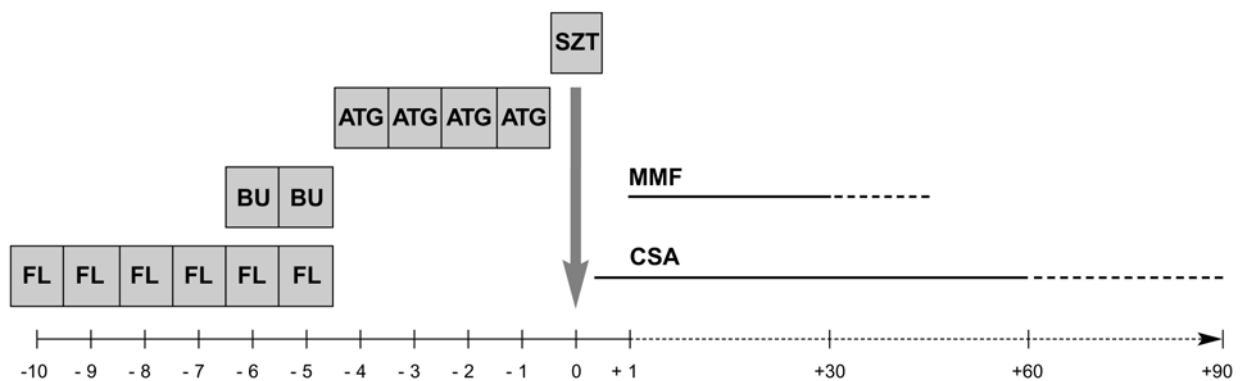 SZT
ATG ATG ATG ATG
BU BU
MMF
FL FL FL FL FL FL
CSA
-10 - 9 - 8 - 7 - 6 - 5 - 4 - 3 - 2 - 1 0 + 1 +30 +60 +90